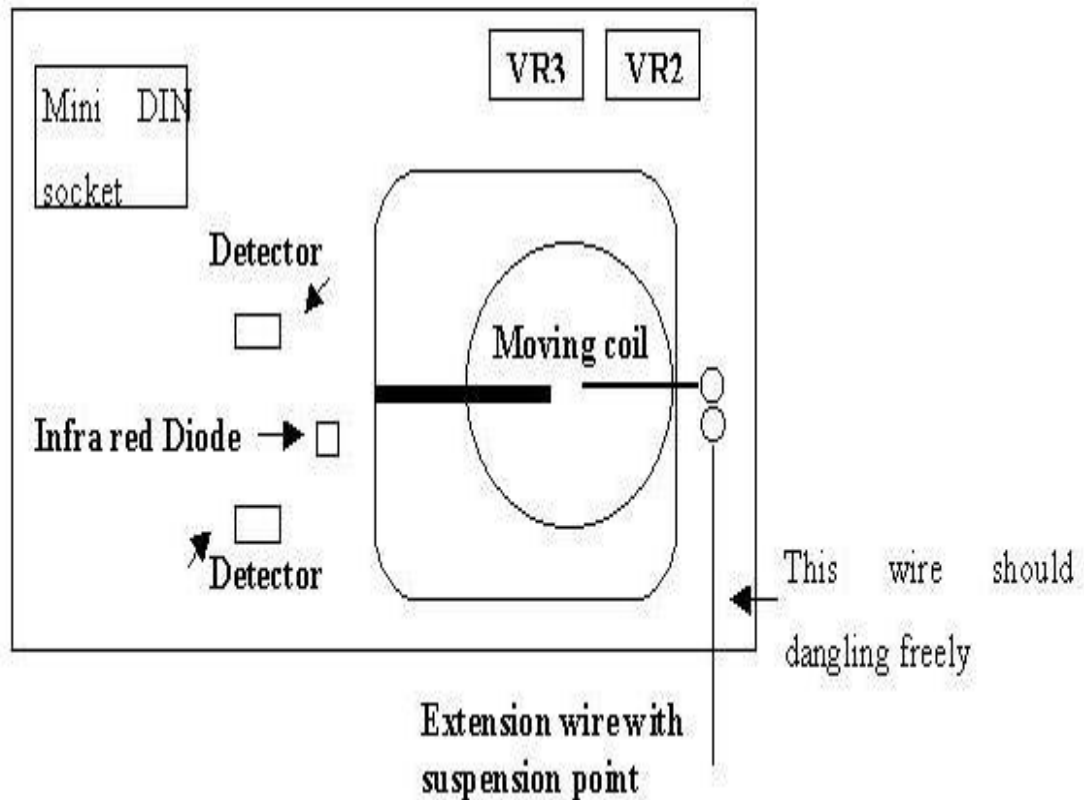 VR3
VR2
Mini DIN
socket
Detector
Moving coil
Infra red Diode
Detector
This wire should
dangling freely
Extension wire with
suspension point